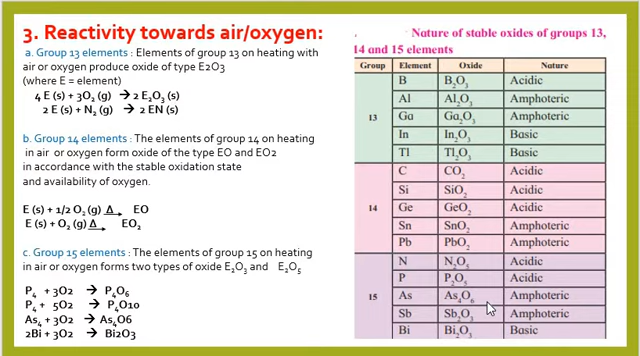 3. Reactivity towards air/oxygen:
a. Group 13 elements : Elements of group 13 on heating with
air or oxygen produce oxide of type E2O3
(where E = element)
4 E (s) + 3O₂ (g) → 2 E₂O₃ (s)
2 E (s) + N₂ (g) → 2 EN (s)
b. Group 14 elements : The elements of group 14 on heating
in air or oxygen form oxide of the type EO and EO2
in accordance with the stable oxidation state
and availability of oxygen.
E (s) + 1/2 O₂ (g) Δ→ EO
E (s) + O₂ (g) Δ→ EO₂
c. Group 15 elements : The elements of group 15 on heating
in air or oxygen forms two types of oxide E₂O₃ and E₂O₅
P₄ + 3O2 → P₄O6
P₄ + 5O2 → P₄O10
As₄ + 3O2 → As₄O6
2Bi + 3O2 → Bi2O3
. Nature of stable oxides of groups 13,
14 and 15 elements
Group Element Oxide Nature
13
B B₂O₃ Acidic
Al Al₂O₃ Amphoteric
Ga Ga₂O₃ Amphoteric
In In₂O₃ Basic
Tl Tl₂O₃ Basic
14
C CO₂ Acidic
Si SiO₂ Acidic
Ge GeO₂ Acidic
Sn SnO₂ Amphoteric
Pb PbO₂ Amphoteric
15
N N₂O₅ Acidic
P P₂O₅ Acidic
As As₄O₆ Amphoteric
Sb Sb₂O₃ Amphoteric
Bi Bi₂O₃ Basic